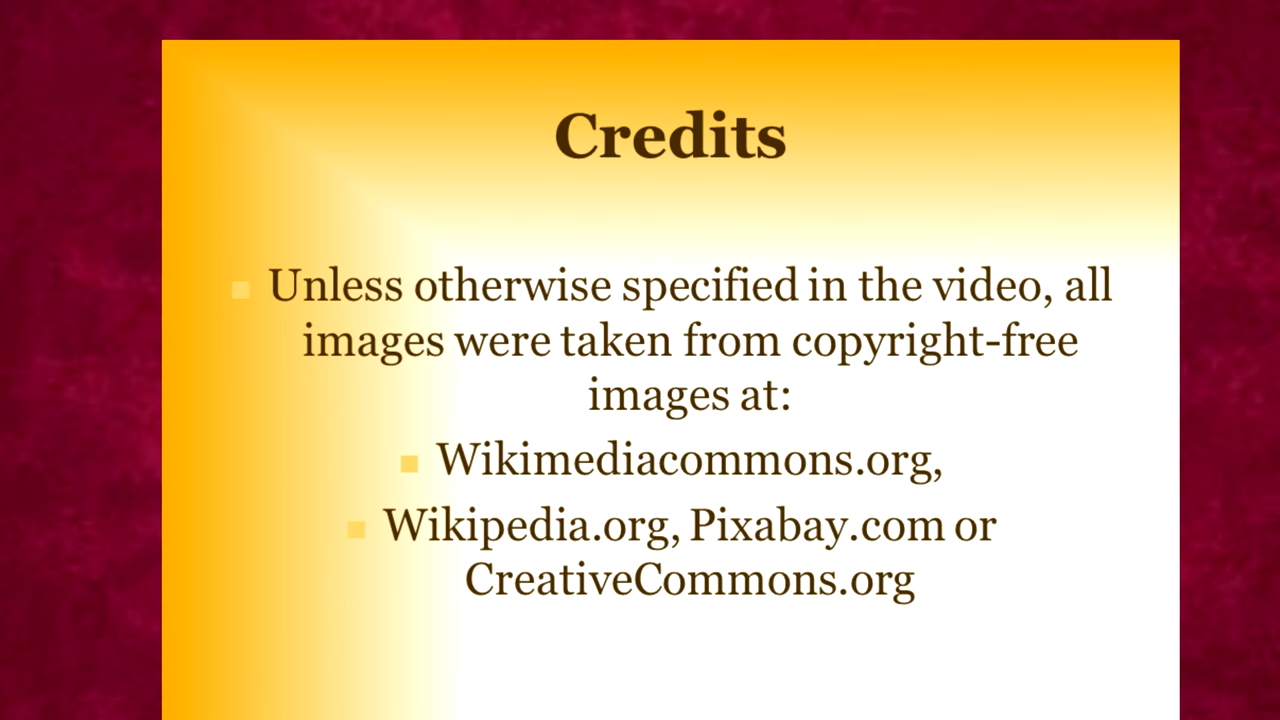 Credits
Unless otherwise specified in the video, all
images were taken from copyright-free
images at:
Wikimediacommons.org,
Wikipedia.org, Pixabay.com or
CreativeCommons.org